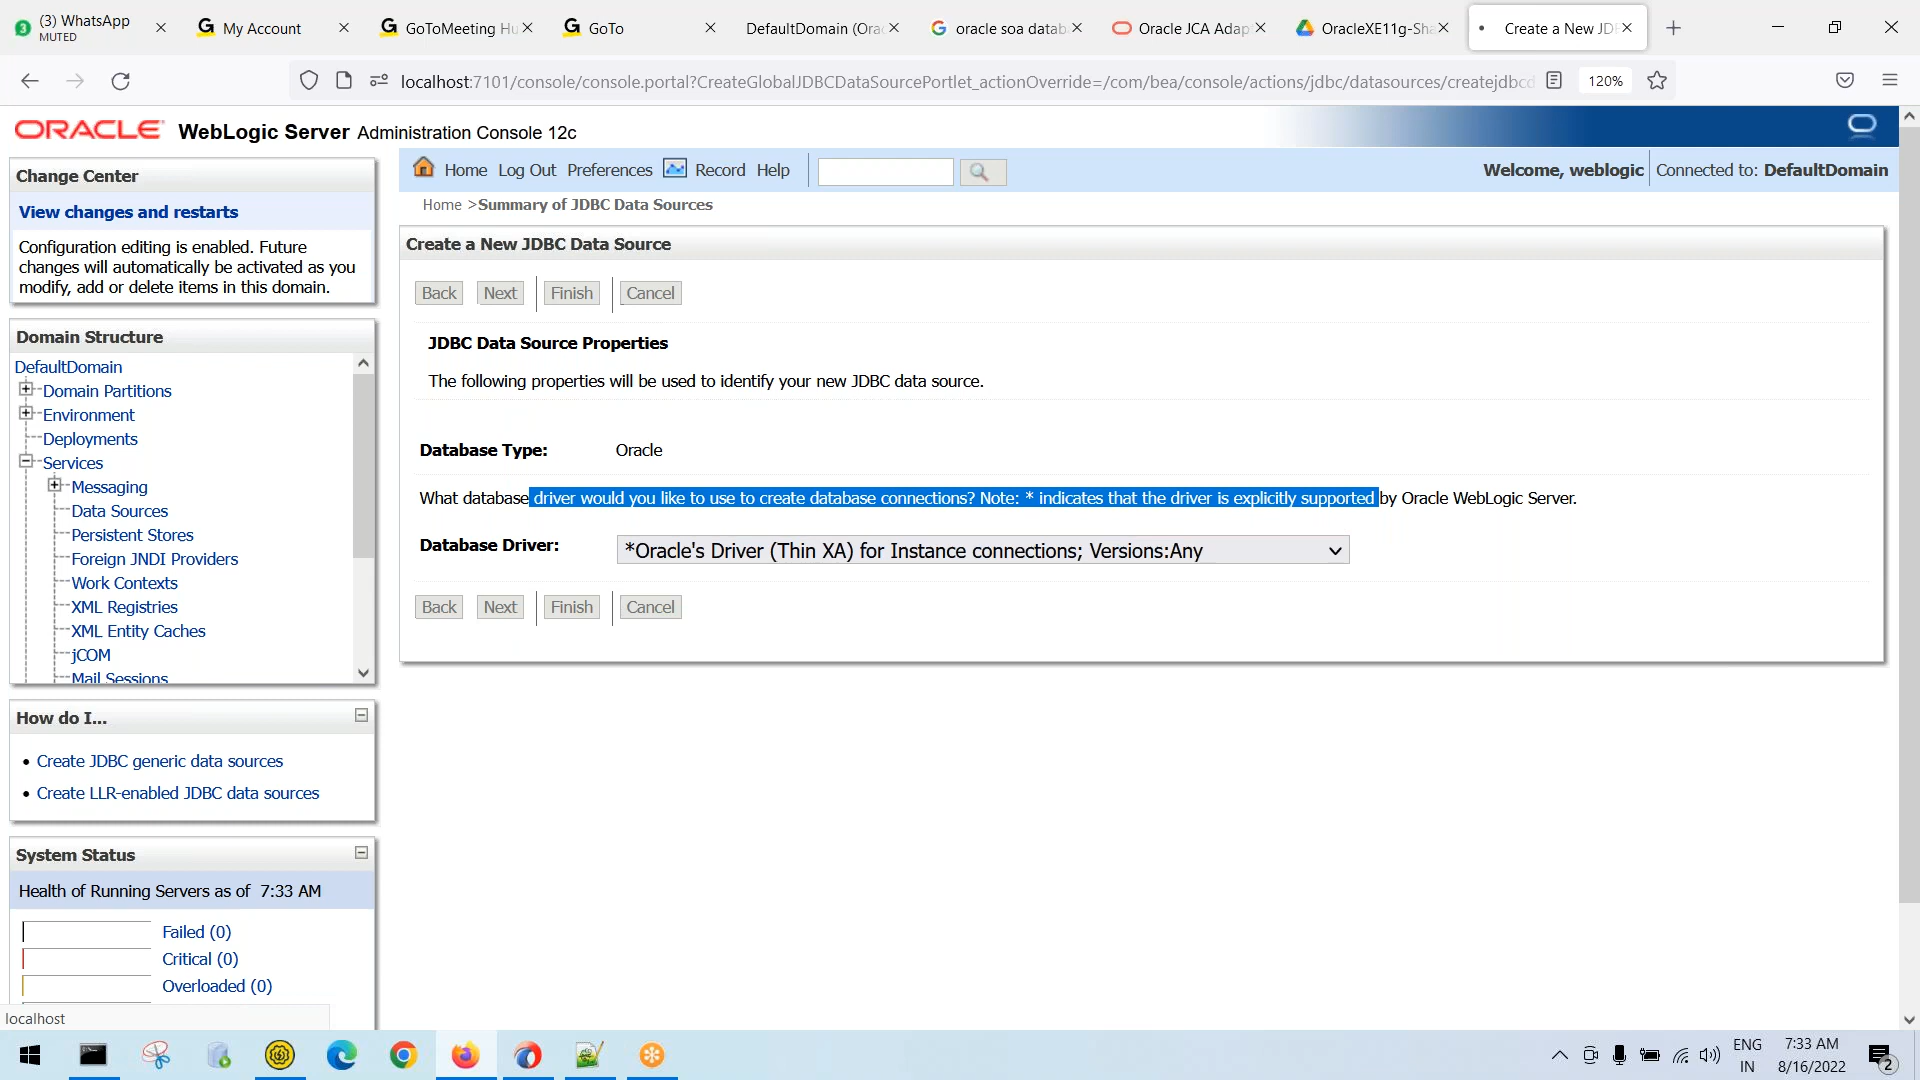 (3) WhatsApp
MUTED
My Account
GoToMeeting Hu
GoTo
DefaultDomain (Ora
oracle soa datab
Oracle JCA Adap
OracleXE11g-Sha
Create a New JD
localhost:7101/console/console.portal?CreateGlobalJDBCDataSourcePortlet_actionOverride=/com/bea/console/actions/jdbc/datasources/createjdbcd
120%
ORACLE WebLogic Server Administration Console 12c
Change Center
View changes and restarts
Configuration editing is enabled. Future
changes will automatically be activated as you
modify, add or delete items in this domain.
Domain Structure
DefaultDomain
Domain Partitions
Environment
Deployments
Services
Messaging
Data Sources
Persistent Stores
Foreign JNDI Providers
Work Contexts
XML Registries
XML Entity Caches
jCOM
Mail Sessions
How do I...
Create JDBC generic data sources
Create LLR-enabled JDBC data sources
System Status
Health of Running Servers as of 7:33 AM
Failed (0)
Critical (0)
Overloaded (0)
localhost
Home Log Out Preferences Record Help
Welcome, weblogic Connected to: DefaultDomain
Home >Summary of JDBC Data Sources
Create a New JDBC Data Source
Back Next Finish Cancel
JDBC Data Source Properties
The following properties will be used to identify your new JDBC data source.
Database Type: Oracle
What database driver would you like to use to create database connections? Note: * indicates that the driver is explicitly supported by Oracle WebLogic Server.
Database Driver: *Oracle's Driver (Thin XA) for Instance connections; Versions:Any
Back Next Finish Cancel
ENG
IN
7:33 AM
8/16/2022
2